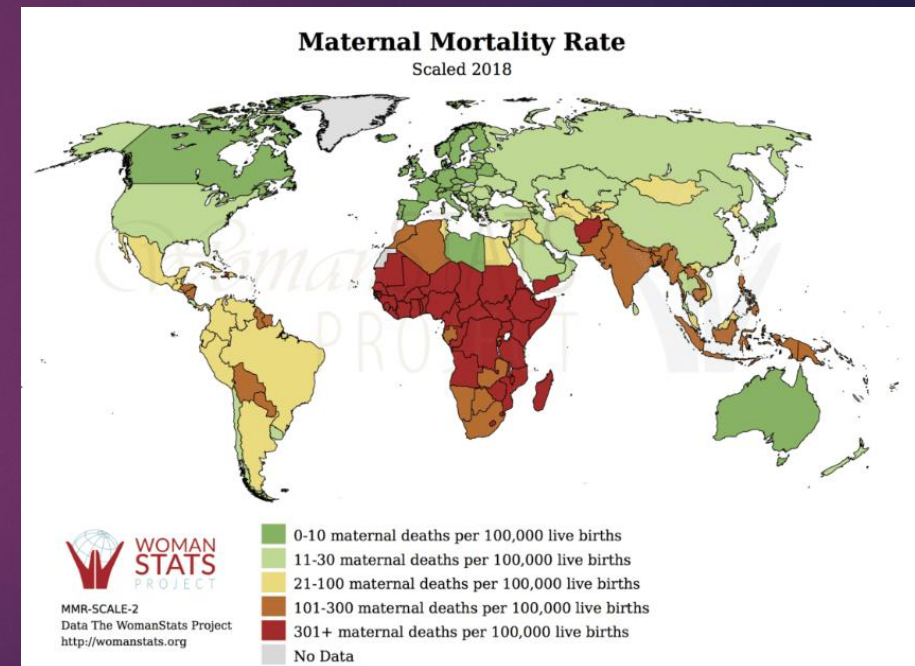 Maternal Mortality Rate
Scaled 2018
WomanSTATS
PROJECT
WOMAN
STATS
PROJECT
MMR-SCALE-2
Data The WomanStats Project
http://womanstats.org
0-10 maternal deaths per 100,000 live births
11-30 maternal deaths per 100,000 live births
21-100 maternal deaths per 100,000 live births
101-300 maternal deaths per 100,000 live births
301+ maternal deaths per 100,000 live births
No Data